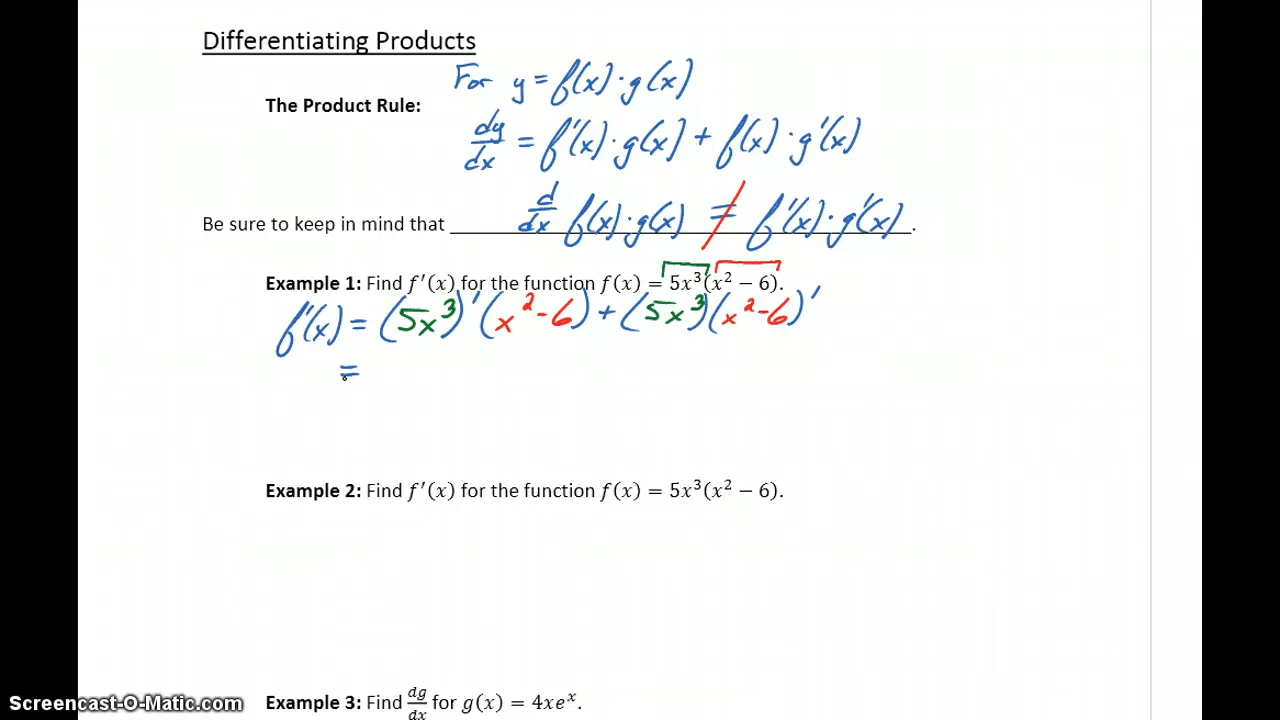 Differentiating Products
For y = f(x) · g(x)
The Product Rule:
dy/dx = f'(x) · g(x) + f(x) · g'(x)
Be sure to keep in mind that d/dx f(x) · g(x) ≠ f'(x) · g'(x).
Example 1: Find f'(x) for the function f(x) = 5x³(x² − 6).
f'(x) = (5x³)'(x² - 6) + (5x³)(x² - 6)'
=
Example 2: Find f'(x) for the function f(x) = 5x³(x² − 6).
Example 3: Find dg/dx for g(x) = 4xeˣ.
Screencast-O-Matic.com